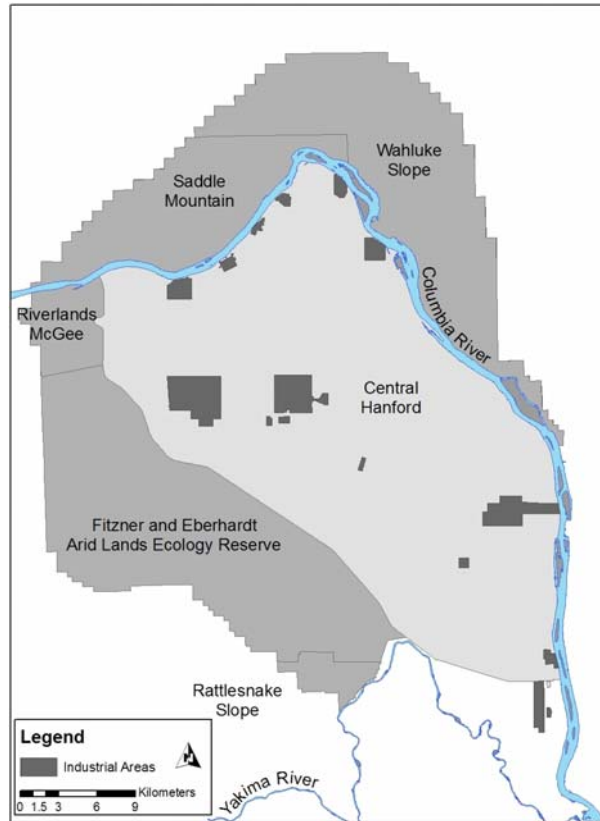 Wahluke
Slope
Saddle
Mountain
Riverlands
McGee
Columbia River
Central
Hanford
Fitzner and Eberhardt
Arid Lands Ecology Reserve
Rattlesnake
Slope
Yakima River
Legend
Industrial Areas
Kilometers
0 1.5 3 6 9